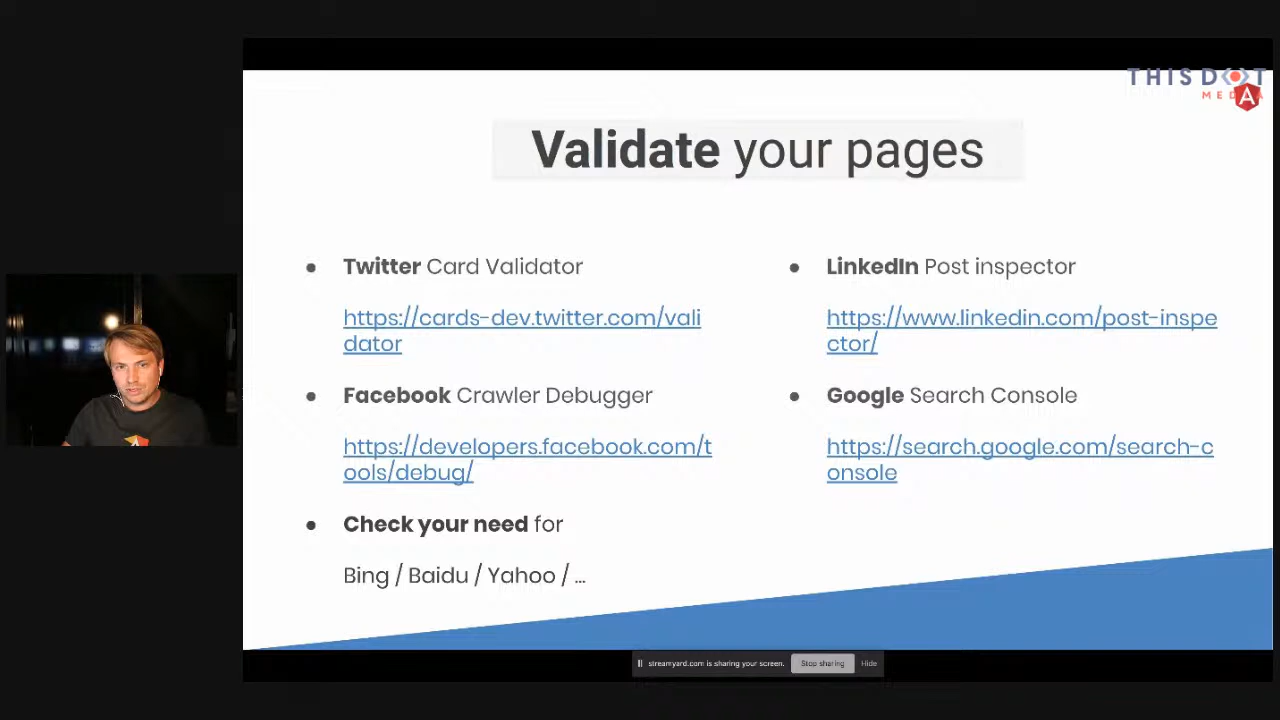 THIS DOT
MEDIA
Validate your pages
Twitter Card Validator
https://cards-dev.twitter.com/vali
dator
Facebook Crawler Debugger
https://developers.facebook.com/t
ools/debug/
Check your need for
Bing / Baidu / Yahoo / ...
LinkedIn Post inspector
https://www.linkedin.com/post-inspe
ctor/
Google Search Console
https://search.google.com/search-c
onsole
streamyard.com is sharing your screen. Stop sharing Hide